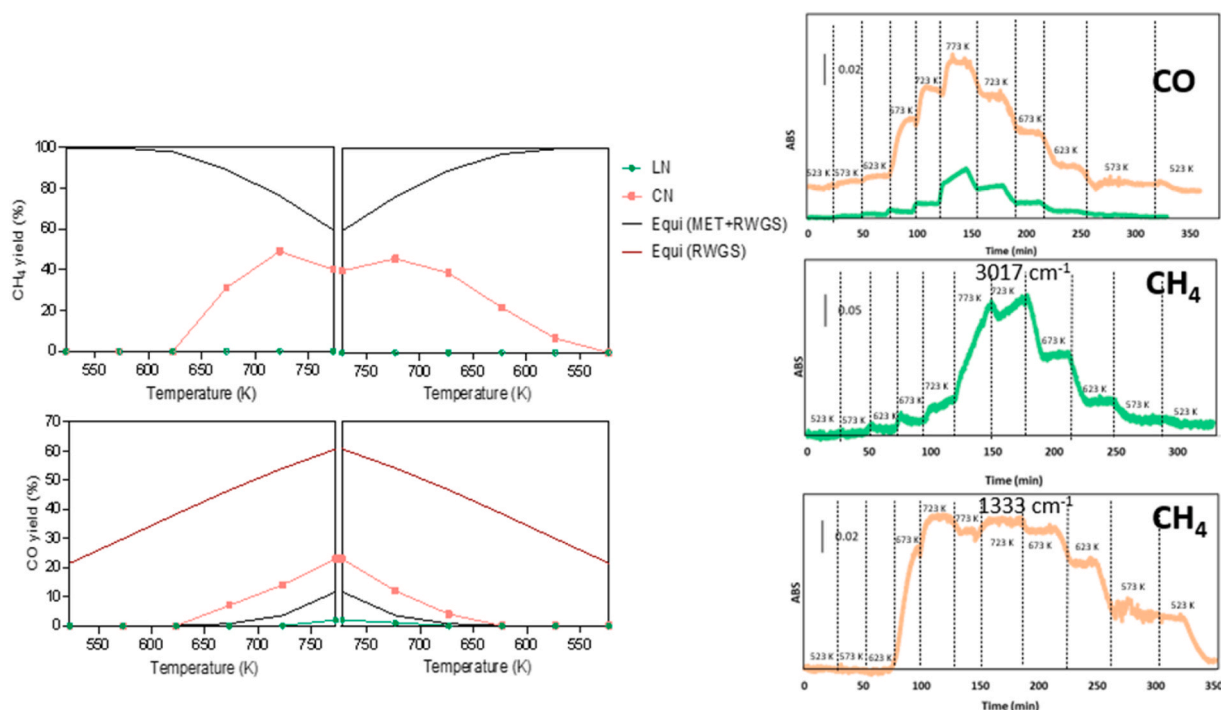 CH₄ yield (%)
100
80
60
40
20
0
550 600 650 700 750
750 700 650 600 550
Temperature (K)
Temperature (K)
LN
CN
Equi (MET+RWGS)
Equi (RWGS)
CO yield (%)
70
60
50
40
30
20
10
0
550 600 650 700 750
750 700 650 600 550
Temperature (K)
Temperature (K)
CO
0.02
ABS
523 K 573 K 623 K 673 K 723 K 773 K 723 K 673 K 623 K 573 K 523 K
0 50 100 150 200 250 300 350
Time (min)
3017 cm⁻¹
CH₄
0.05
ABS
523 K 573 K 623 K 673 K 723 K 773 K 723 K 673 K 623 K 573 K 523 K
0 50 100 150 200 250 300
Time (min)
1333 cm⁻¹
CH₄
0.02
ABS
523 K 573 K 623 K 673 K 723 K 773 K 723 K 673 K 623 K 573 K 523 K
0 50 100 150 200 250 300 350
Time (min)